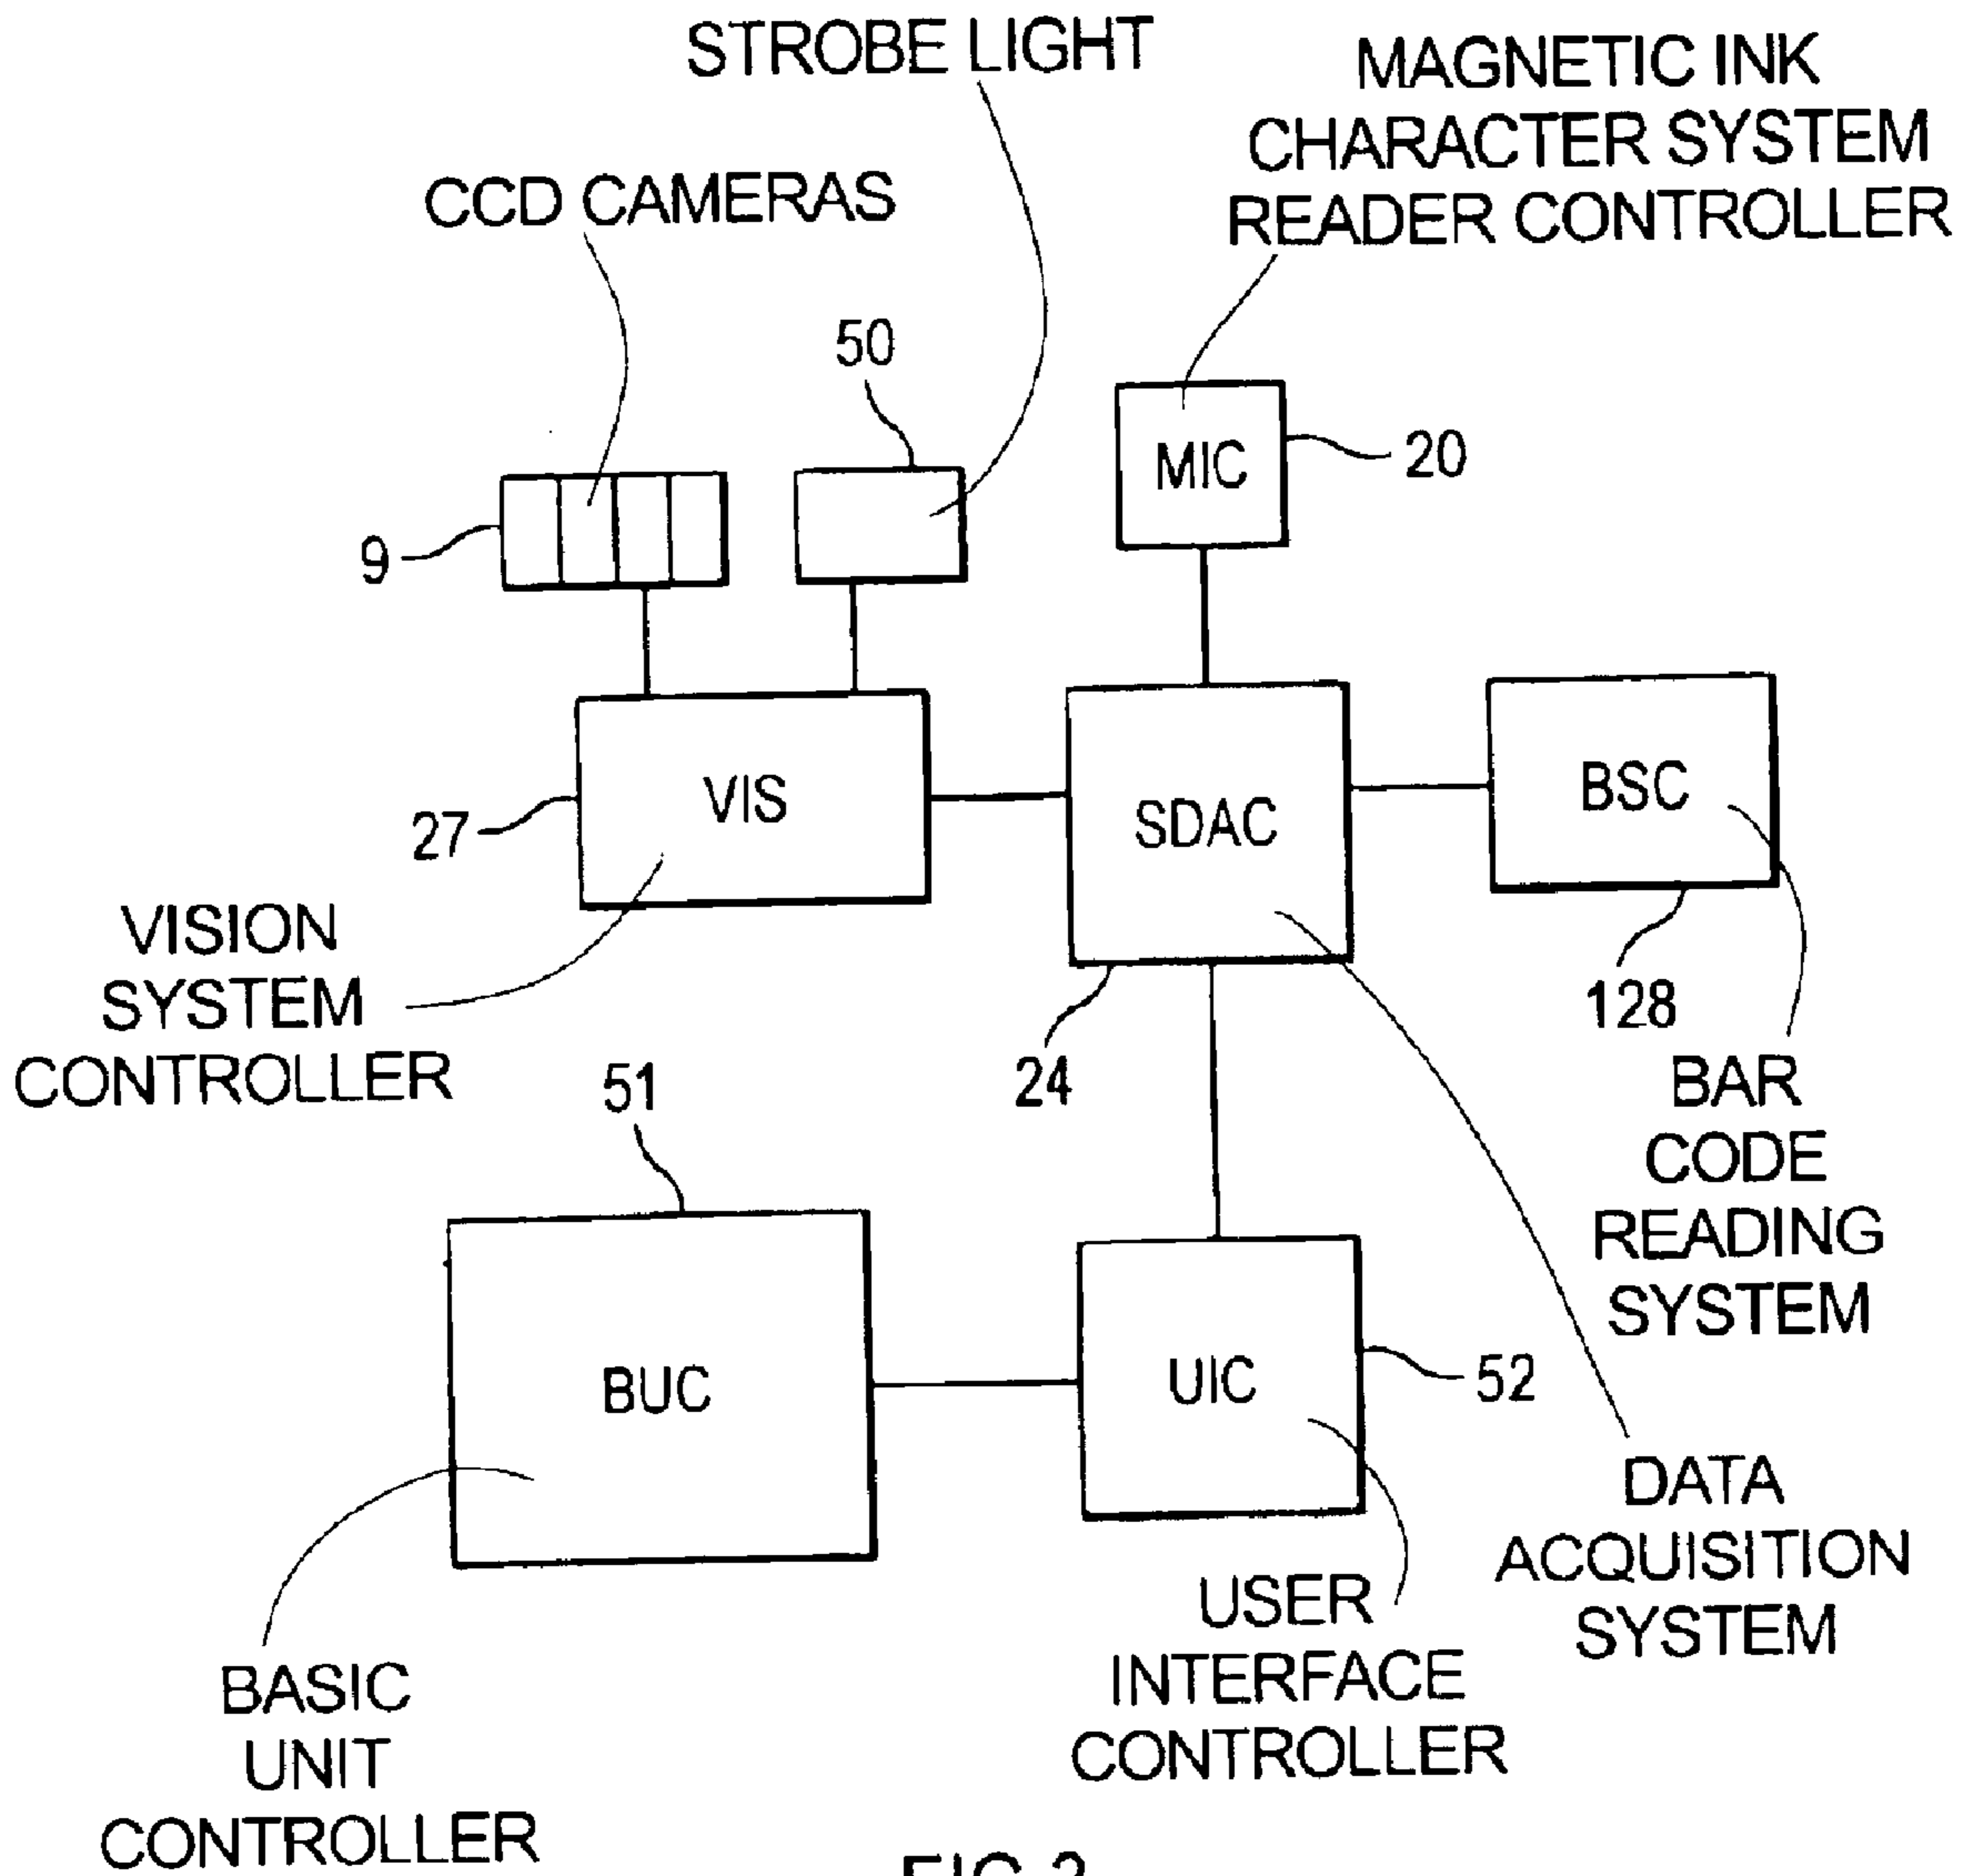 STROBE LIGHT
MAGNETIC INK
CHARACTER SYSTEM
READER CONTROLLER
CCD CAMERAS
50
MIC
20
9
VIS
27
SDAC
BSC
128
VISION
SYSTEM
CONTROLLER
24
BAR
CODE
READING
SYSTEM
51
BUC
UIC
52
DATA
ACQUISITION
SYSTEM
USER
INTERFACE
CONTROLLER
BASIC
UNIT
CONTROLLER